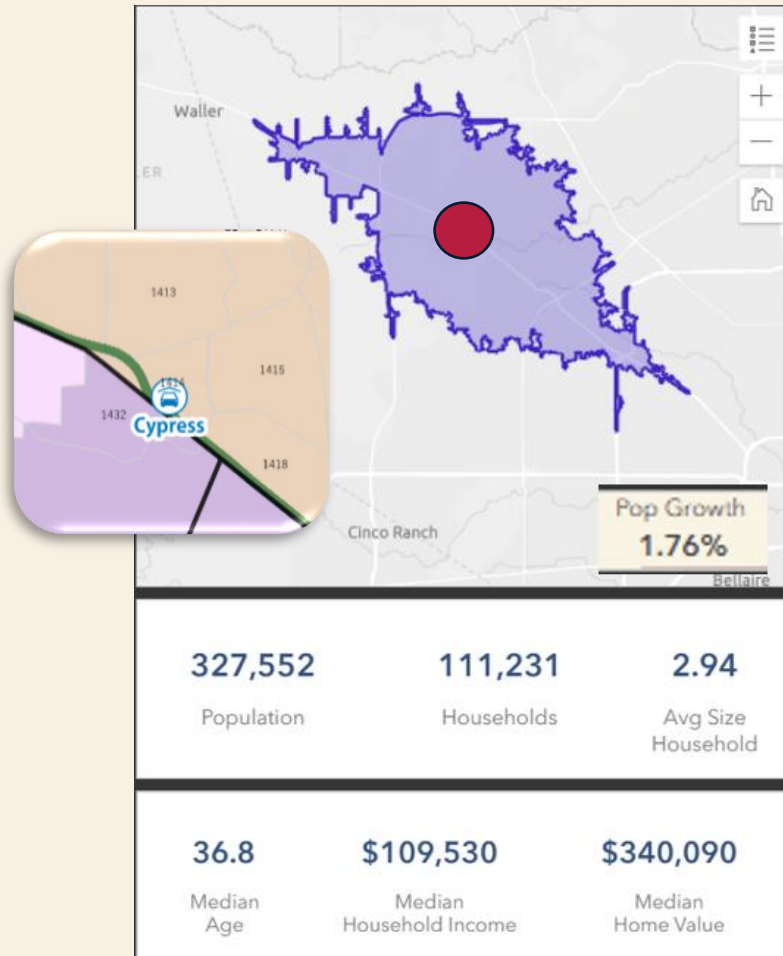 Waller
1413
1414
1415
1432
Cypress
1418
Cinco Ranch
Pop Growth
1.76%
Bellaire
327,552
111,231
2.94
Population
Households
Avg Size
Household
36.8
$109,530
$340,090
Median
Age
Median
Household Income
Median
Home Value